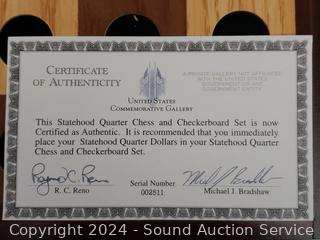 CERTIFICATE
OF AUTHENTICITY
A PRIVATE GALLERY NOT AFFILIATED
WITH THE UNITED STATES
GOVERNMENT OR ANY
GOVERNMENT ENTITY
UNITED STATES
COMMEMORATIVE GALLERY
This Statehood Quarter Chess and Checkerboard Set is now
Certified as Authentic. It is recommended that you immediately
place your Statehood Quarter Dollars in your Statehood Quarter
Chess and Checkerboard Set.
R. C. Reno
Serial Number
002511
Michael J. Bradshaw
Copyright 2024 - Sound Auction Service